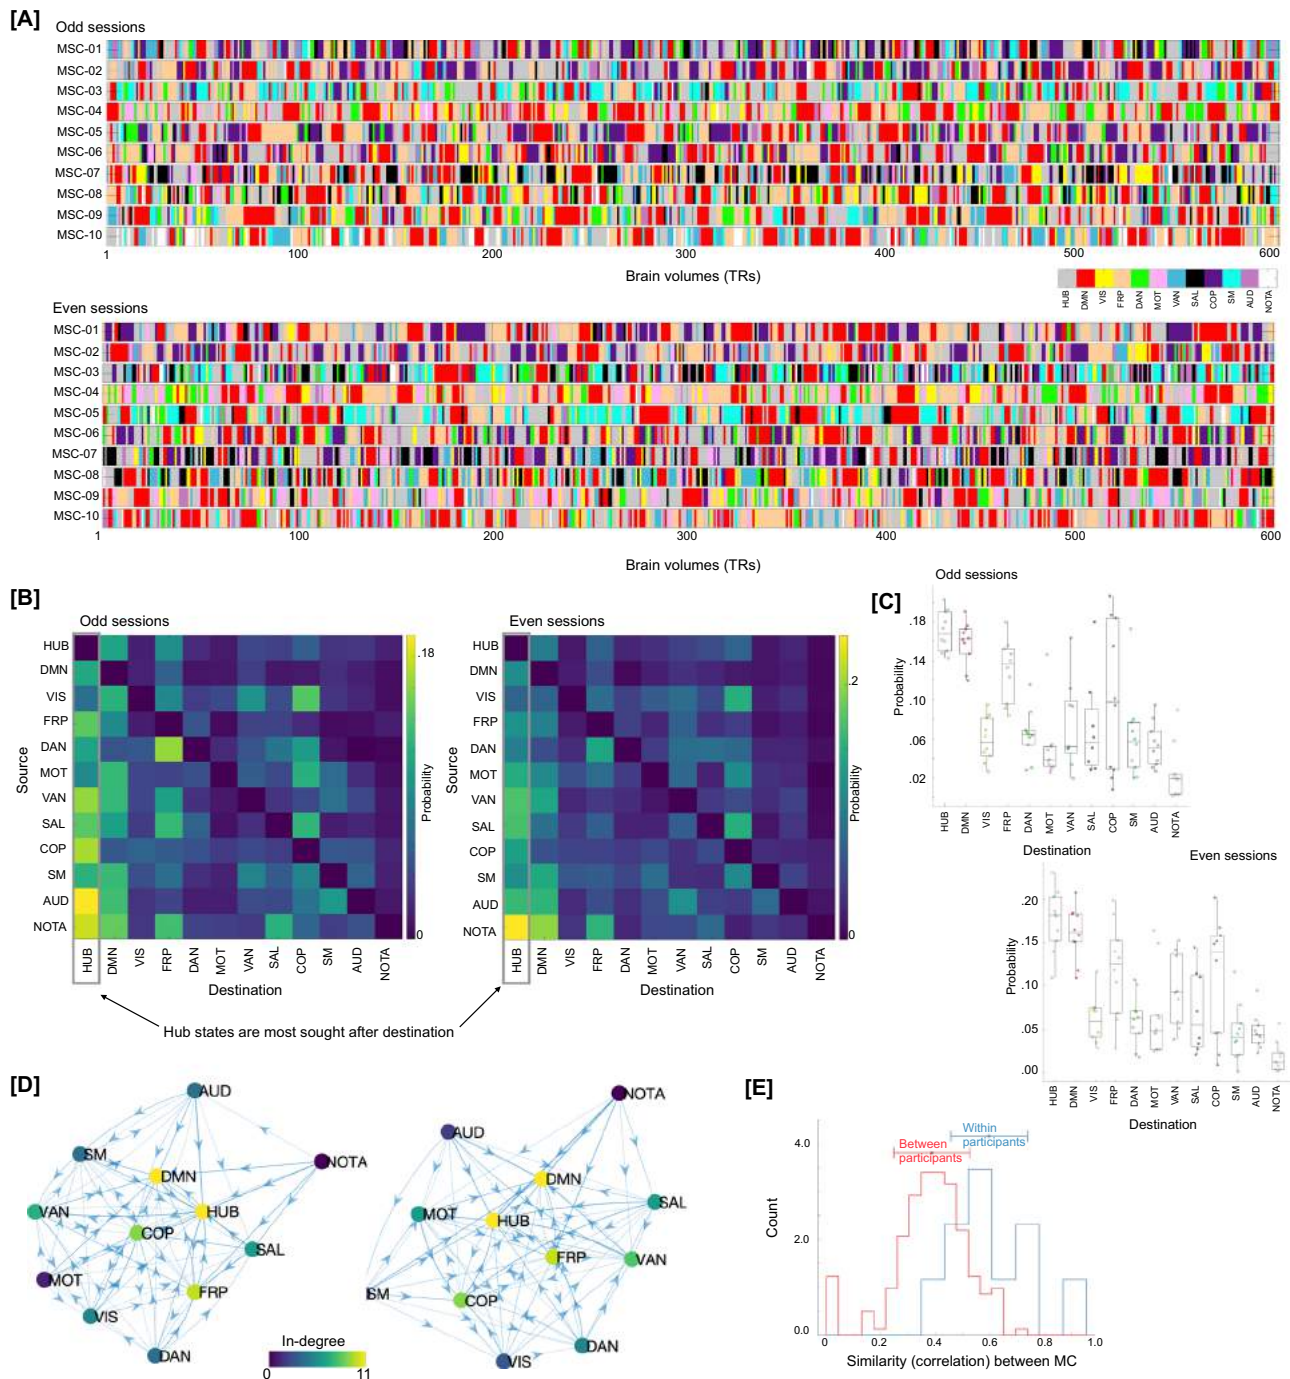 [A]
Odd sessions
MSC-01
MSC-02
MSC-03
MSC-04
MSC-05
MSC-06
MSC-07
MSC-08
MSC-09
MSC-10
1 100 200 300 400 500 600
Brain volumes (TRs)
HUB DMN VIS FRP DAN MOT VAN SAL COP SM AUD NOTA
Even sessions
MSC-01
MSC-02
MSC-03
MSC-04
MSC-05
MSC-06
MSC-07
MSC-08
MSC-09
MSC-10
1 100 200 300 400 500 600
Brain volumes (TRs)
[B]
Odd sessions
Source
HUB
DMN
VIS
FRP
DAN
MOT
VAN
SAL
COP
SM
AUD
NOTA
HUB DMN VIS FRP DAN MOT VAN SAL COP SM AUD NOTA
Destination
.18
Probability
0
Even sessions
Source
HUB
DMN
VIS
FRP
DAN
MOT
VAN
SAL
COP
SM
AUD
NOTA
HUB DMN VIS FRP DAN MOT VAN SAL COP SM AUD NOTA
Destination
.2
Probability
0
Hub states are most sought after destination
[C]
Odd sessions
Probability
.18
.14
.10
.06
.02
HUB DMN VIS FRP DAN MOT VAN SAL COP SM AUD NOTA
Destination
Even sessions
Probability
.20
.15
.10
.05
.00
HUB DMN VIS FRP DAN MOT VAN SAL COP SM AUD NOTA
Destination
[D]
AUD
SM
NOTA
DMN
VAN
HUB
COP
SAL
MOT
FRP
VIS
DAN
In-degree
0 11
NOTA
AUD
DMN
SAL
MOT
HUB
FRP
VAN
SM
COP
DAN
VIS
[E]
Within
participants
Between
participants
Count
4.0
2.0
0.0
0 0.2 0.4 0.6 0.8 1.0
Similarity (correlation) between MC